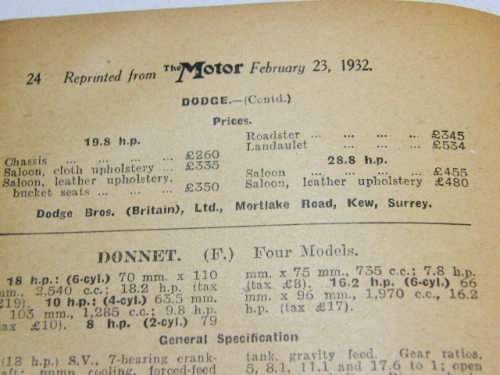 24 Reprinted from The Motor February 23, 1932.
DODGE.—(Contd.)
Prices.
19.8 h.p.
Chassis ... ... ... ... £260
Saloon, cloth upholstery ... £335
Saloon, leather upholstery,
bucket seats ... ... ... £350
Roadster ... ... ... ... £345
Landaulet ... ... ... £534
28.8 h.p.
Saloon ... ... ... ... £455
Saloon, leather upholstery £480
Dodge Bros. (Britain), Ltd., Mortlake Road, Kew, Surrey.
DONNET. (F.) Four Models.
18 h.p.: (6-cyl.) 70 mm. x 110
mm., 2,540 c.c.; 18.2 h.p. (tax
£19). 10 h.p.: (4-cyl.) 63.5 mm.
x 103 mm., 1,285 c.c.; 9.8 h.p.
(tax £10). 8 h.p. (2-cyl.) 79
mm. x 75 mm., 735 c.c.; 7.8 h.p.
(tax £8). 16.2 h.p. (6-cyl.) 66
mm. x 96 mm., 1,970 c.c., 16.2
h.p. (tax £17).
General Specification
(18 h.p.) S.V., 7-bearing crank-
pump cooling, forced-feed
tank, gravity feed. Gear ratios,
5, 8.1, 11.1 and 17.6 to 1; open